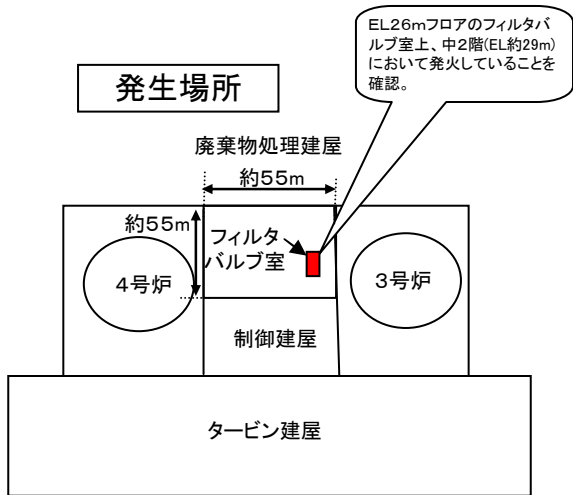 EL26mフロアのフィルタバ
ルブ室上、中2階(EL約29m)
において発火していることを
確認。
発生場所
廃棄物処理建屋
約55m
約55m
フィルタ
バルブ室
4号炉
3号炉
制御建屋
タービン建屋